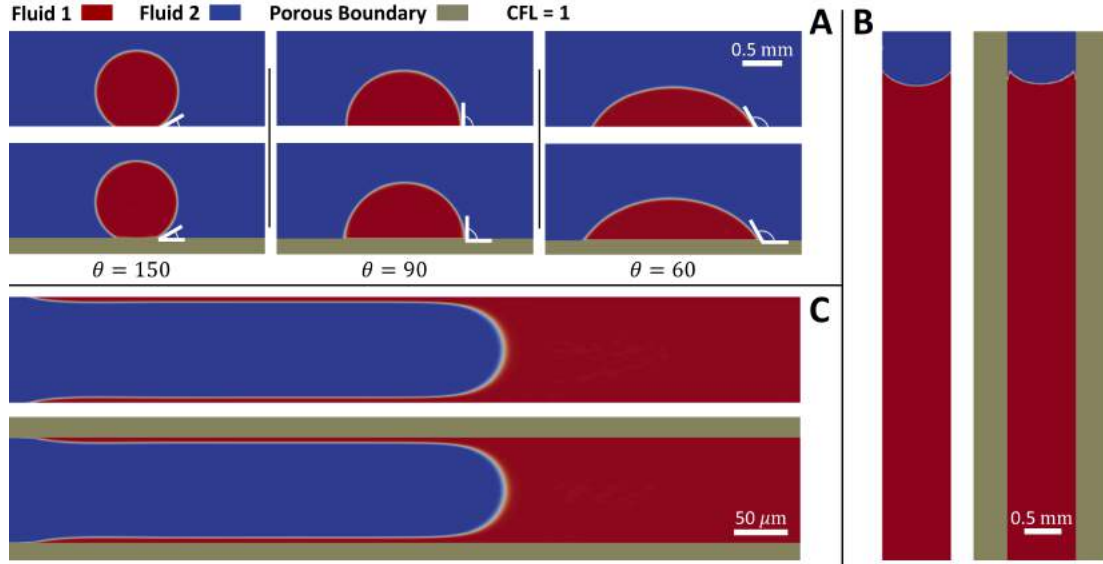 Fluid 1 Fluid 2 Porous Boundary CFL = 1
A
0.5 mm
θ = 150 θ = 90 θ = 60
B
0.5 mm
C
50 μm